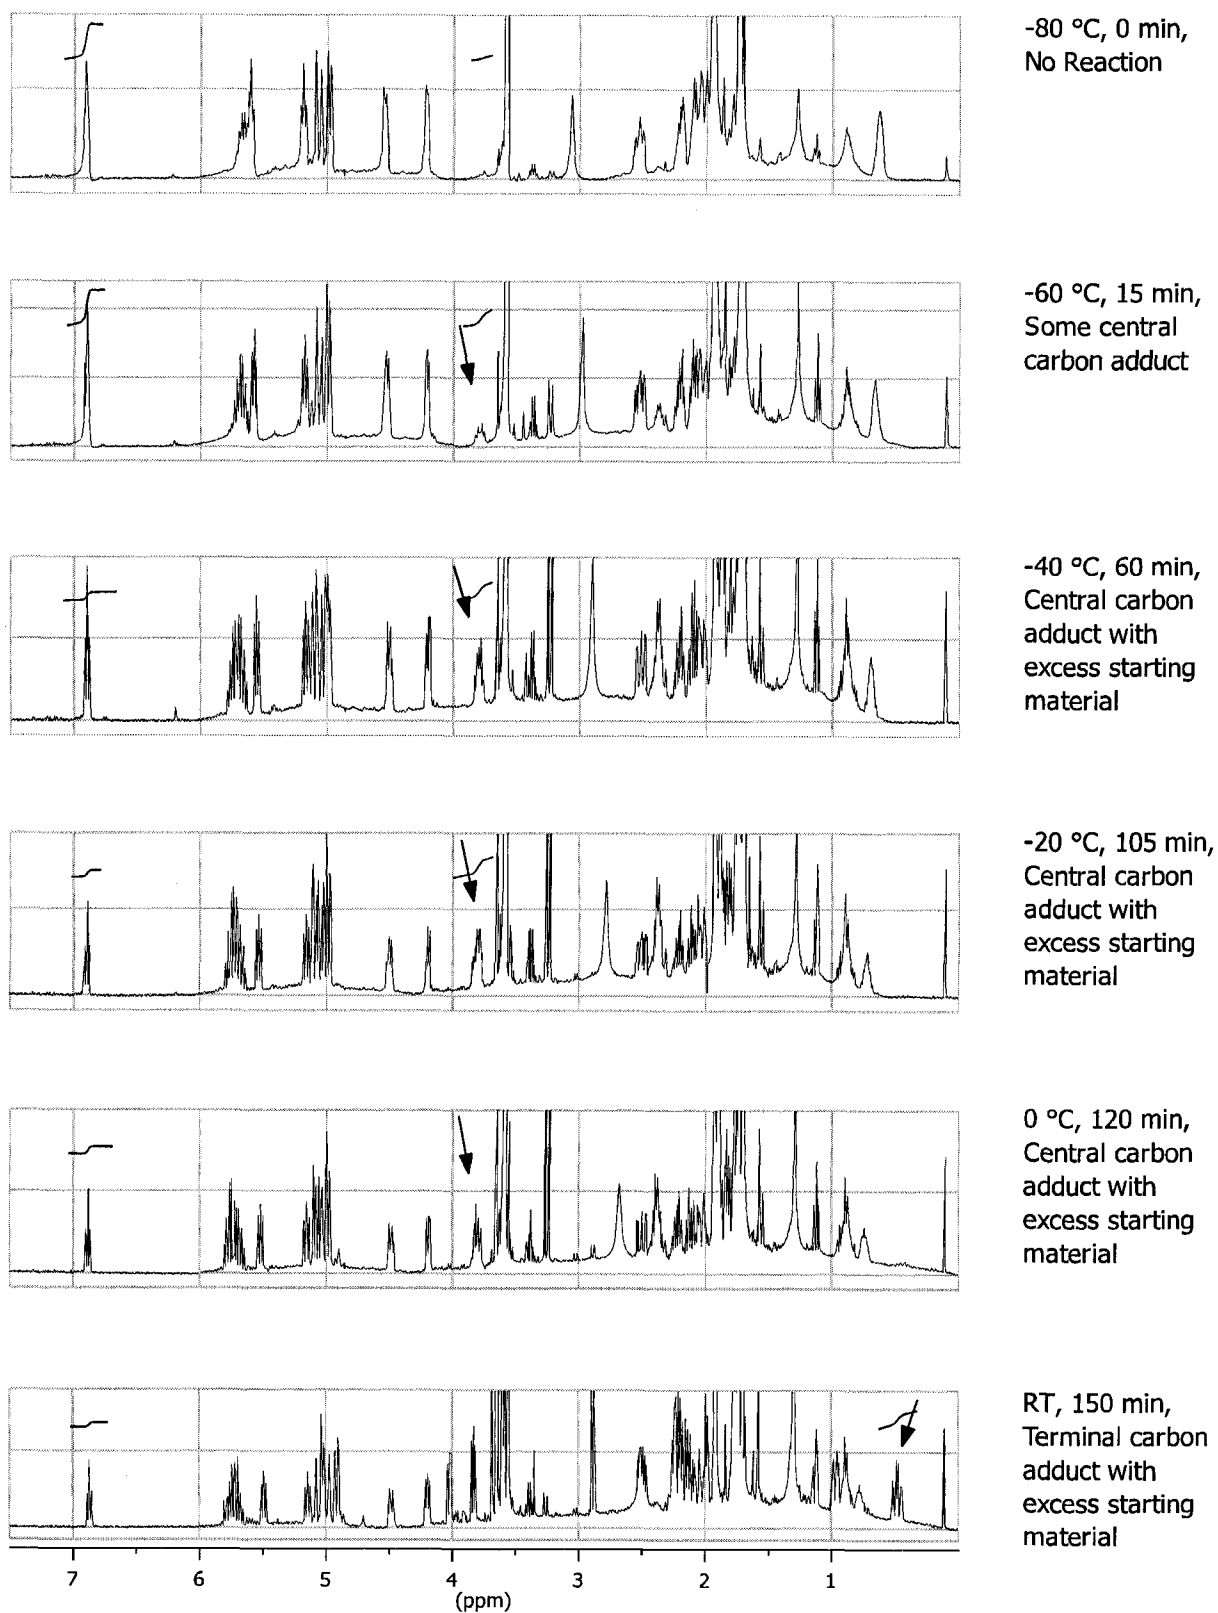 -80 °C, 0 min,
No Reaction
-60 °C, 15 min,
Some central
carbon adduct
-40 °C, 60 min,
Central carbon
adduct with
excess starting
material
-20 °C, 105 min,
Central carbon
adduct with
excess starting
material
0 °C, 120 min,
Central carbon
adduct with
excess starting
material
RT, 150 min,
Terminal carbon
adduct with
excess starting
material
7 6 5 4 3 2 1
(ppm)